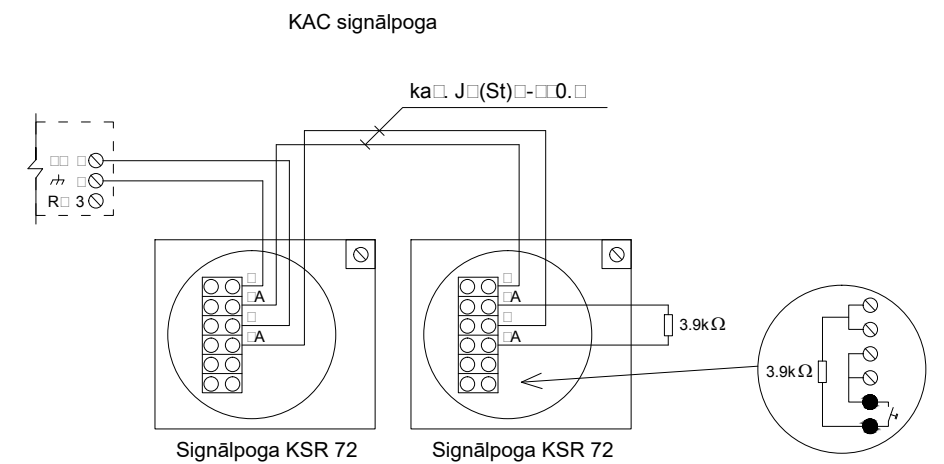 KAC signālpoga
ka□. J□(St)□-□□0.□
□□ □
□
R□ 3
□
□A
□
□A
□
□A
□
□A
3.9kΩ
3.9kΩ
Signālpoga KSR 72
Signālpoga KSR 72